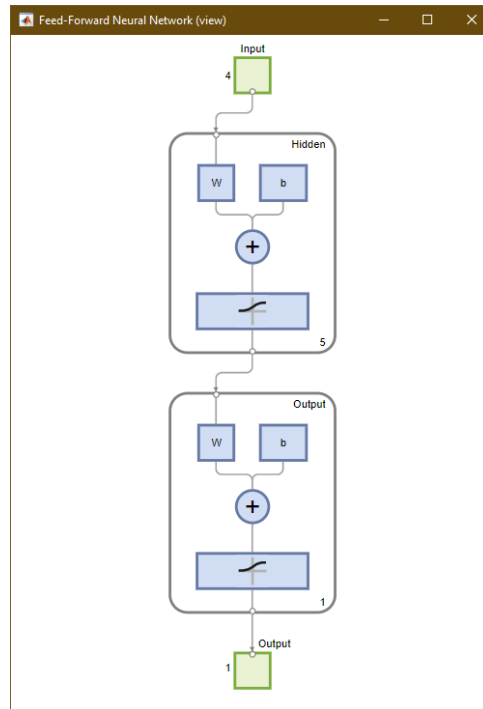 Feed-Forward Neural Network (view)
Input
4
Hidden
W b
+
5
Output
W b
+
1
Output
1